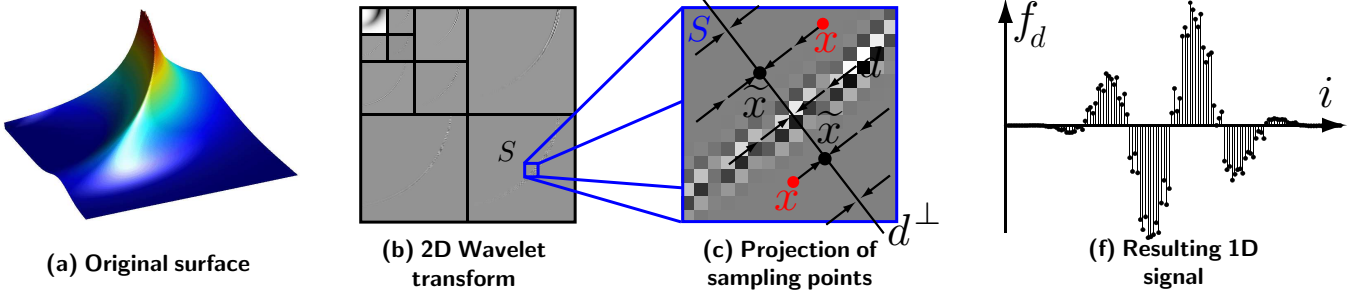 S
S
x
d
x̃
x̃
x
d⊥
f_d
i
(a) Original surface
(b) 2D Wavelet
transform
(c) Projection of
sampling points
(f) Resulting 1D
signal